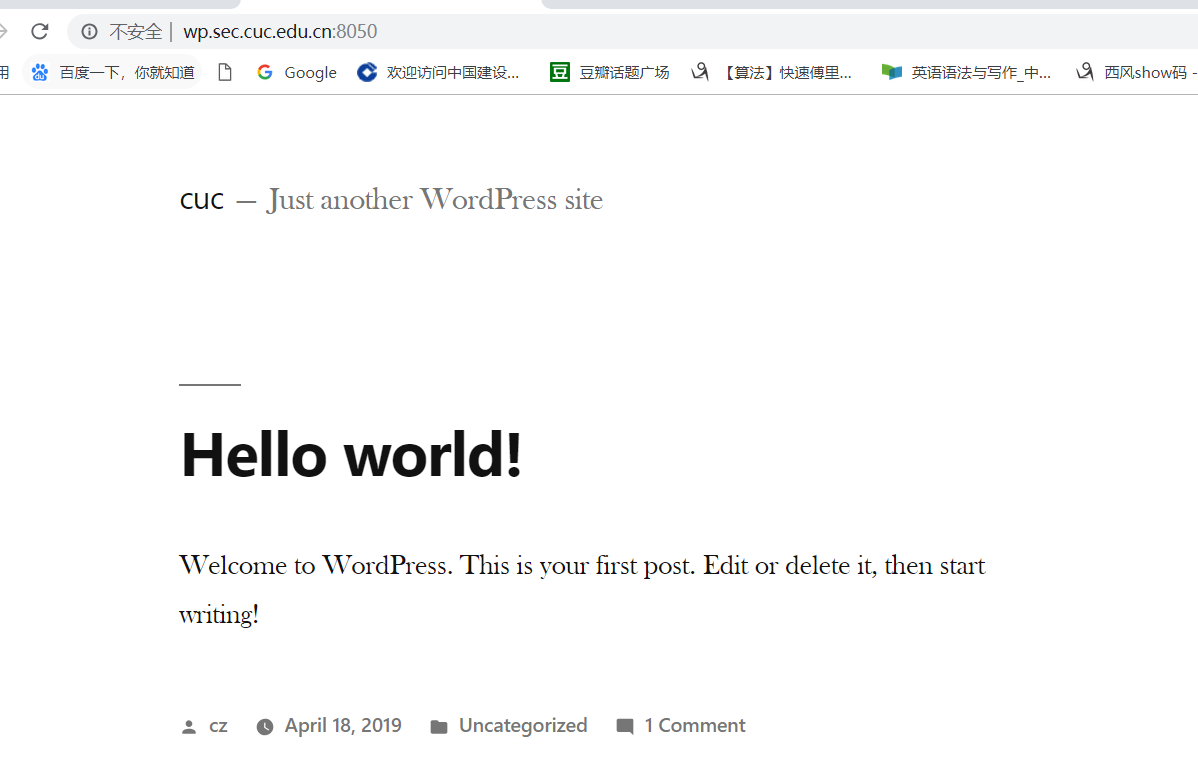 不安全 | wp.sec.cuc.edu.cn:8050
用 百度一下，你就知道 Google 欢迎访问中国建设... 豆瓣话题广场 【算法】快速傅里... 英语语法与写作_中... 西风show码 -
cuc — Just another WordPress site
Hello world!
Welcome to WordPress. This is your first post. Edit or delete it, then start
writing!
cz April 18, 2019 Uncategorized 1 Comment